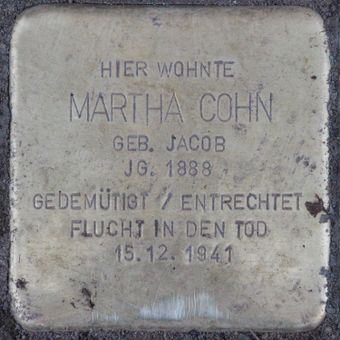 HIER WOHNTE
MARTHA COHN
GEB. JACOB
JG. 1888
GEDEMÜTIGT / ENTRECHTET
FLUCHT IN DEN TOD
15.12.1941